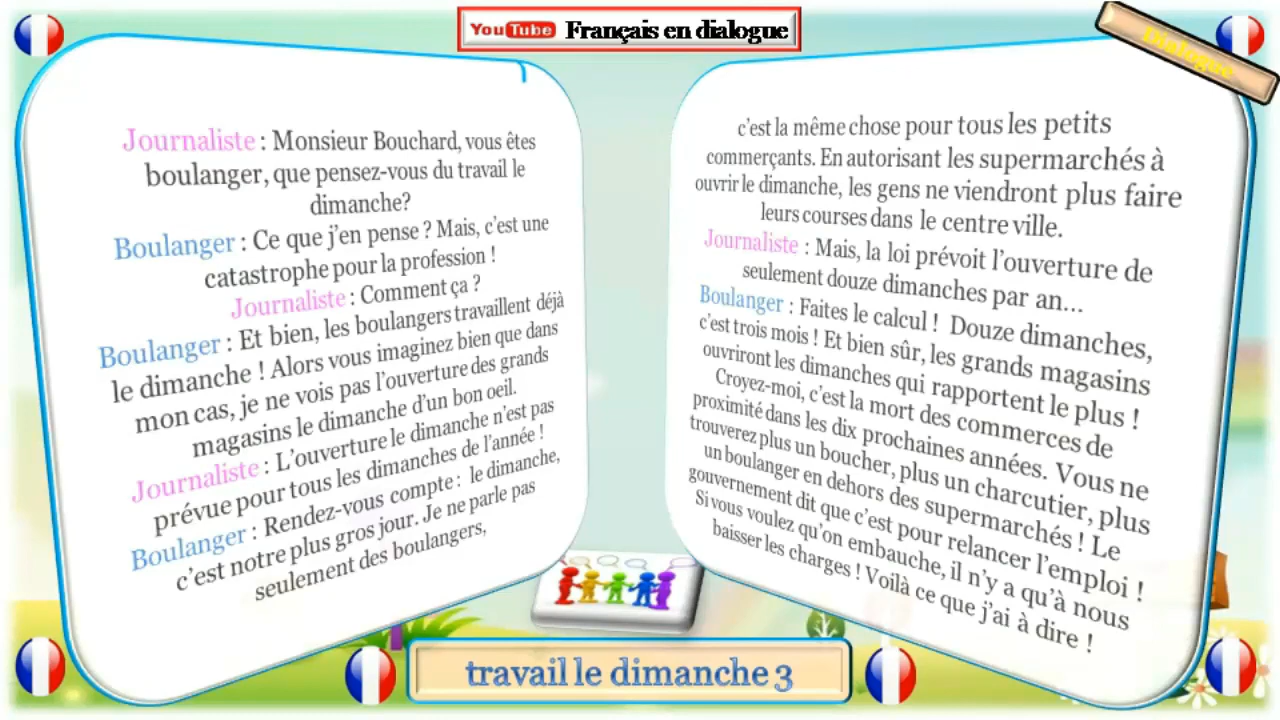 YouTube Français en dialogue
Dialogue
Journaliste : Monsieur Bouchard, vous êtes
boulanger, que pensez-vous du travail le
dimanche?
Boulanger : Ce que j'en pense ? Mais, c'est une
catastrophe pour la profession !
Journaliste : Comment ça ?
Boulanger : Et bien, les boulangers travaillent déjà
le dimanche ! Alors vous imaginez bien que dans
mon cas, je ne vois pas l'ouverture des grands
magasins le dimanche d'un bon oeil.
Journaliste : L'ouverture le dimanche n'est pas
prévue pour tous les dimanches de l'année !
Boulanger : Rendez-vous compte : le dimanche,
c'est notre plus gros jour. Je ne parle pas
seulement des boulangers,
c'est la même chose pour tous les petits
commerçants. En autorisant les supermarchés à
ouvrir le dimanche, les gens ne viendront plus faire
leurs courses dans le centre ville.
Journaliste : Mais, la loi prévoit l'ouverture de
seulement douze dimanches par an...
Boulanger : Faites le calcul ! Douze dimanches,
c'est trois mois ! Et bien sûr, les grands magasins
ouvriront les dimanches qui rapportent le plus !
Croyez-moi, c'est la mort des commerces de
proximité dans les dix prochaines années. Vous ne
trouverez plus un boucher, plus un charcutier, plus
un boulanger en dehors des supermarchés ! Le
gouvernement dit que c'est pour relancer l'emploi !
Si vous voulez qu'on embauche, il n'y a qu'à nous
baisser les charges ! Voilà ce que j'ai à dire !
travail le dimanche 3